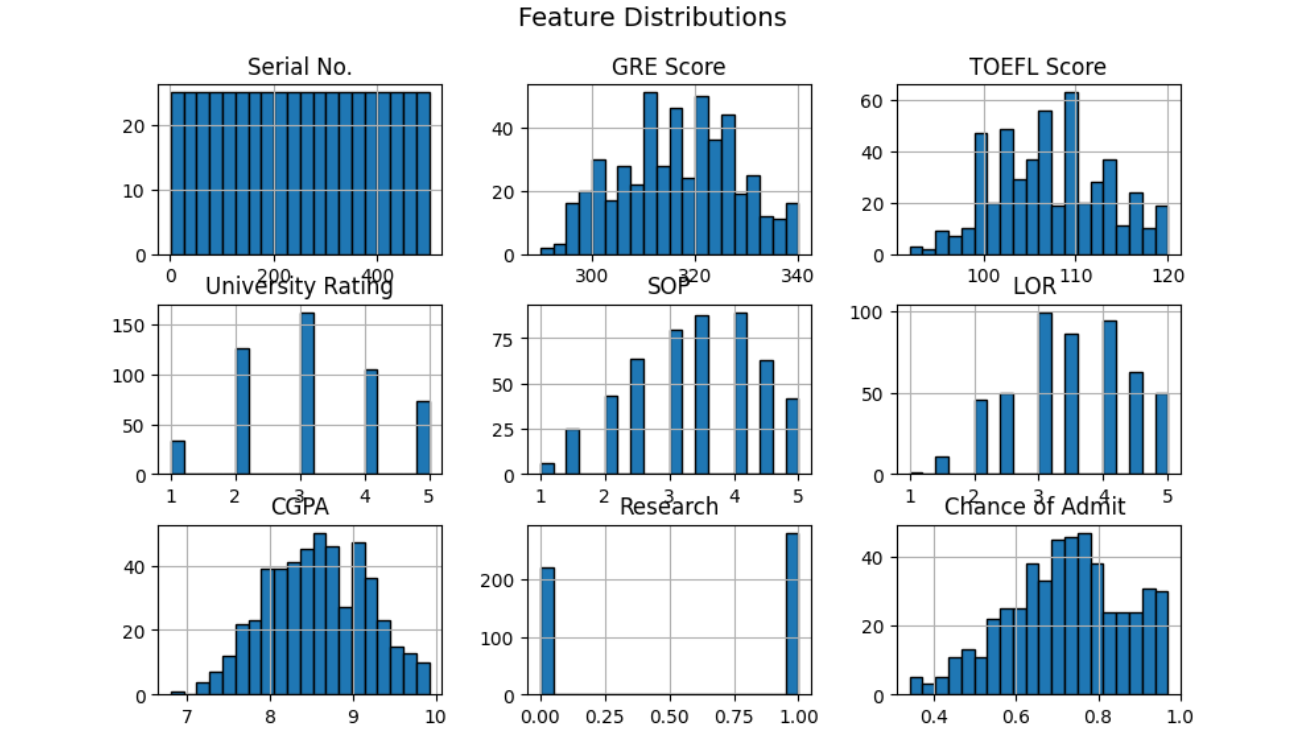 Feature Distributions
Serial No.
GRE Score
TOEFL Score
20
10
0
0 200 400
40
20
0
300 320 340
60
40
20
0
100 110 120
University Rating
SOP
LOR
150
100
50
0
1 2 3 4 5
75
50
25
0
1 2 3 4 5
100
50
0
1 2 3 4 5
CGPA
Research
Chance of Admit
40
20
0
7 8 9 10
200
100
0
0.00 0.25 0.50 0.75 1.00
40
20
0
0.4 0.6 0.8 1.0